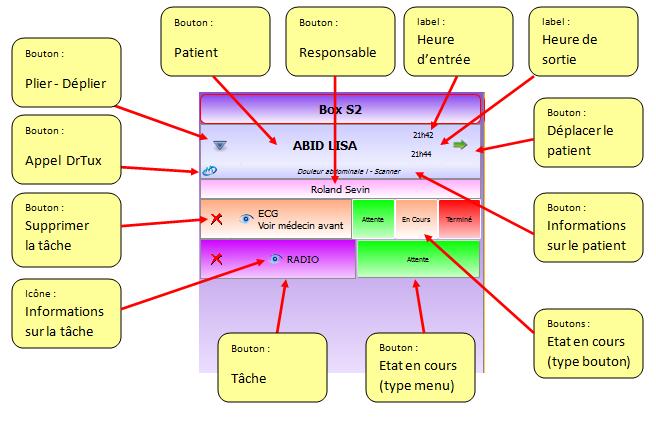 Bouton :
Patient
Bouton :
Responsable
label :
Heure
d'entrée
label :
Heure de
sortie
Bouton :
Plier - Déplier
Bouton :
Appel DrTux
Bouton :
Supprimer
la tâche
Icône :
Informations
sur la tâche
Box S2
21h42
ABID LISA
21h44
Douleur abdominale I - Scanner
Roland Sevin
ECG
Voir médecin avant
Attente
En Cours
Terminé
RADIO
Attente
Bouton :
Déplacer le
patient
Bouton :
Informations
sur le patient
Boutons :
Etat en cours
(type bouton)
Bouton :
Tâche
Bouton :
Etat en cours
(type menu)